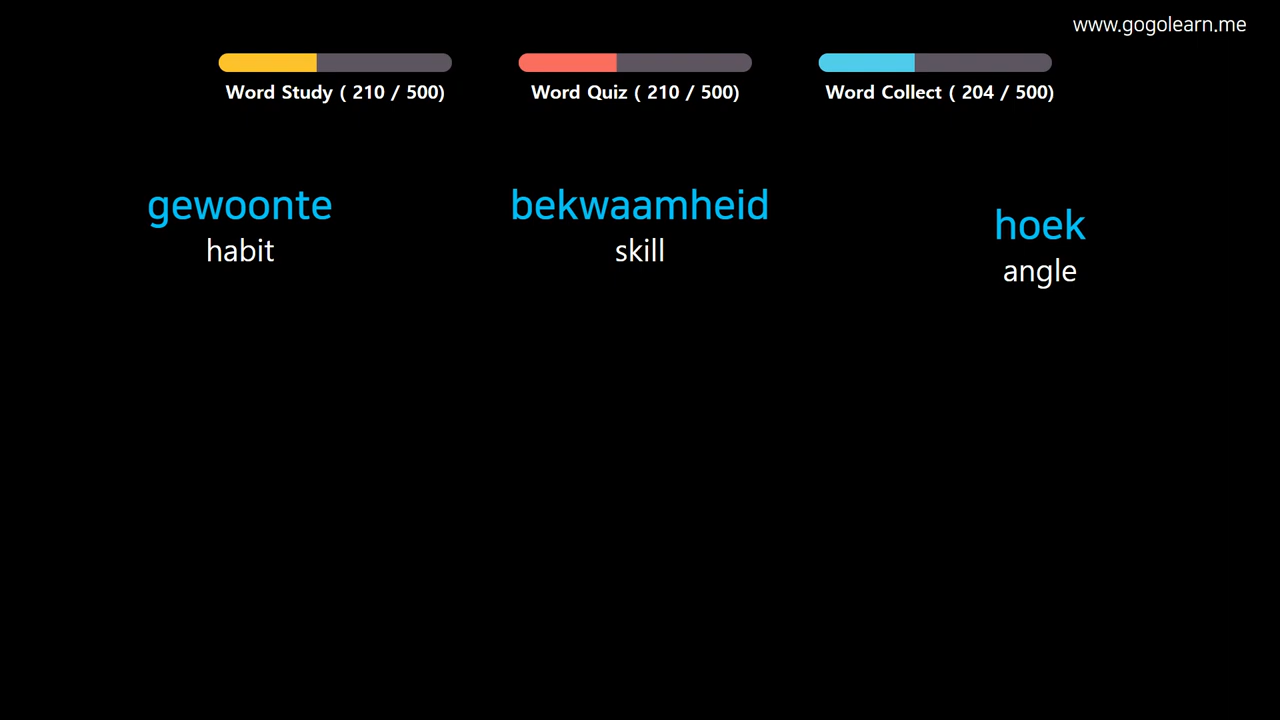 www.gogolearn.me
Word Study ( 210 / 500)
Word Quiz ( 210 / 500)
Word Collect ( 204 / 500)
gewoonte
habit
bekwaamheid
skill
hoek
angle